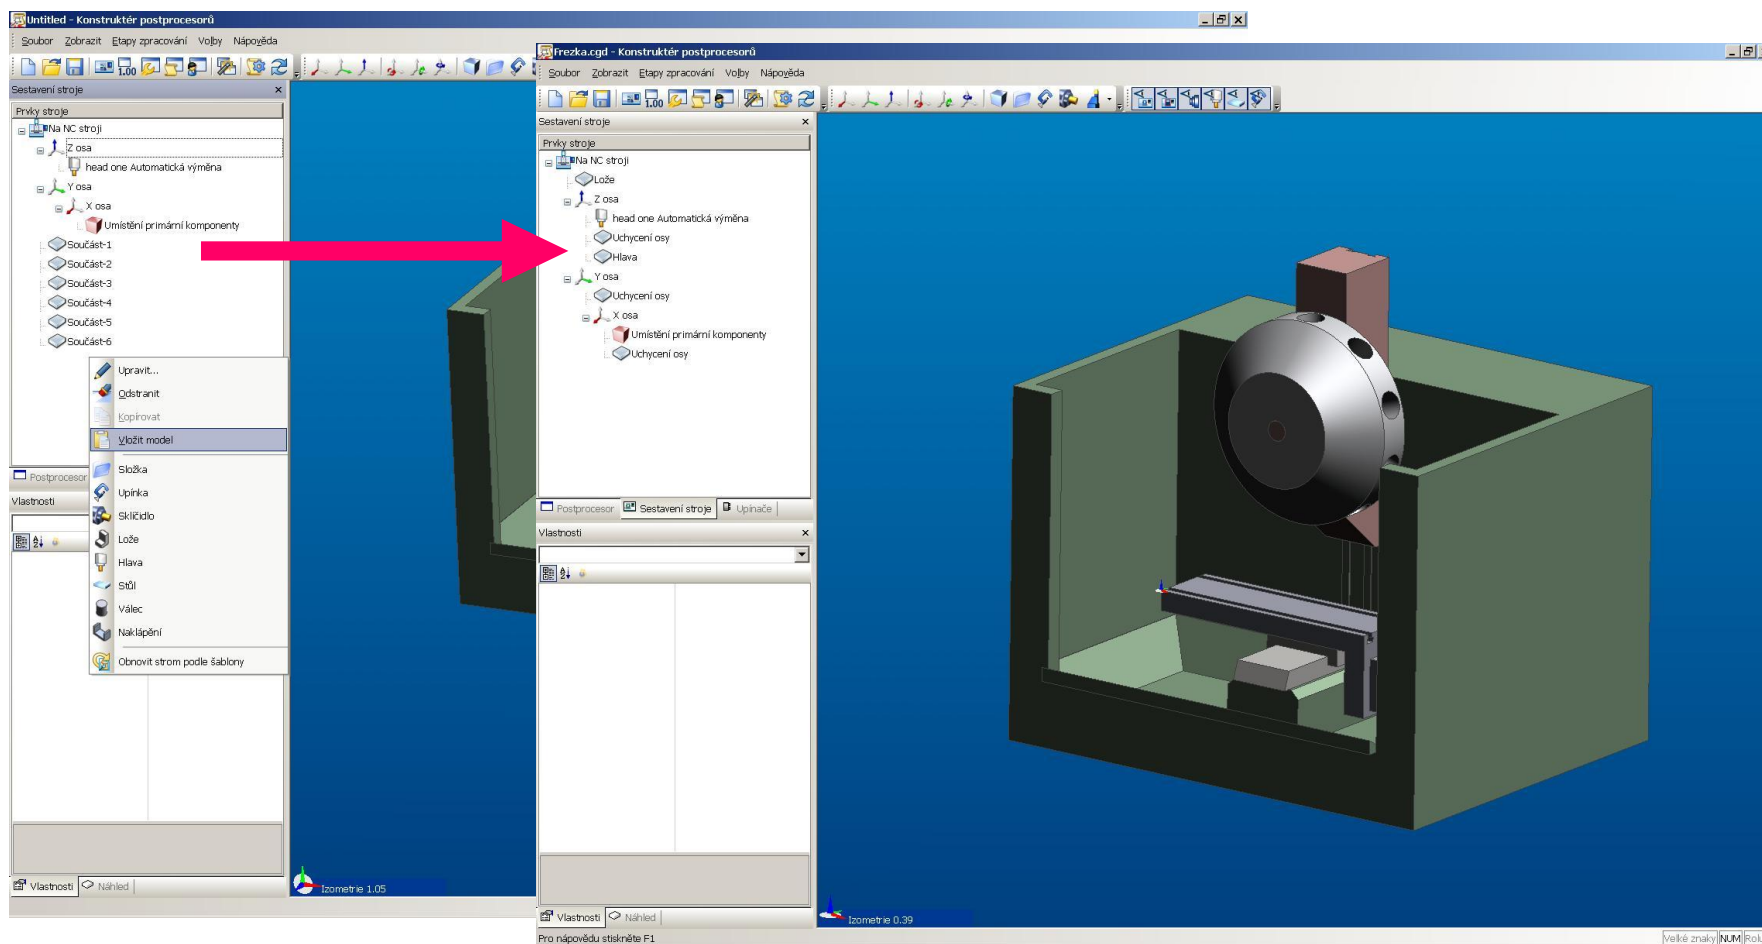 Untitled - Konstruktér postprocesorů
Soubor Zobrazit Etapy zpracování Volby Nápověda
1.00
Sestavení stroje
Prvky stroje
Na NC stroji
Z osa
head one Automatická výměna
Y osa
X osa
Umístění primární komponenty
Součást-1
Součást-2
Součást-3
Součást-4
Součást-5
Součást-6
Upravit...
Odstranit
Kopírovat
Vložit model
Složka
Upínka
Sklíčidlo
Lože
Hlava
Stůl
Válec
Naklápění
Obnovit strom podle šablony
Postprocesor
Vlastnosti
Vlastnosti Náhled
Izometrie 1.05
Frezka.cgd - Konstruktér postprocesorů
Soubor Zobrazit Etapy zpracování Volby Nápověda
1.00
Sestavení stroje
Prvky stroje
Na NC stroji
Lože
Z osa
head one Automatická výměna
Uchycení osy
Hlava
Y osa
Uchycení osy
X osa
Umístění primární komponenty
Uchycení osy
Postprocesor Sestavení stroje Upínače
Vlastnosti
Vlastnosti Náhled
Izometrie 0.39
Pro nápovědu stiskněte F1
Velké znaky NUM